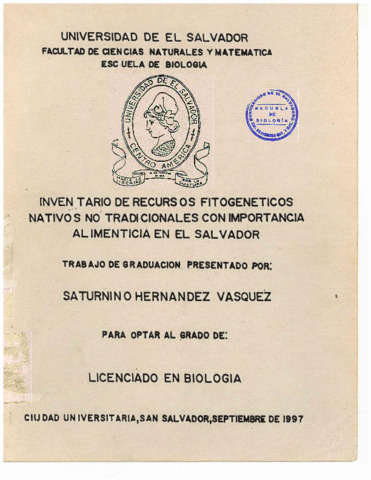 UNIVERSIDAD DE EL SALVADOR
FACULTAD DE CIENCIAS NATURALES Y MATEMATICA
ESCUELA DE BIOLOGIA
UNIVERSIDAD DE EL SALVADOR
CENTRO AMERICA
ESCUELA
DE
BIOLOGIA
INVENTARIO DE RECURSOS FITOGENETICOS
NATIVOS NO TRADICIONALES CON IMPORTANCIA
ALIMENTICIA EN EL SALVADOR
TRABAJO DE GRADUACION PRESENTADO POR:
SATURNINO HERNANDEZ VASQUEZ
PARA OPTAR AL GRADO DE:
LICENCIADO EN BIOLOGIA
CIUDAD UNIVERSITARIA, SAN SALVADOR, SEPTIEMBRE DE 1997